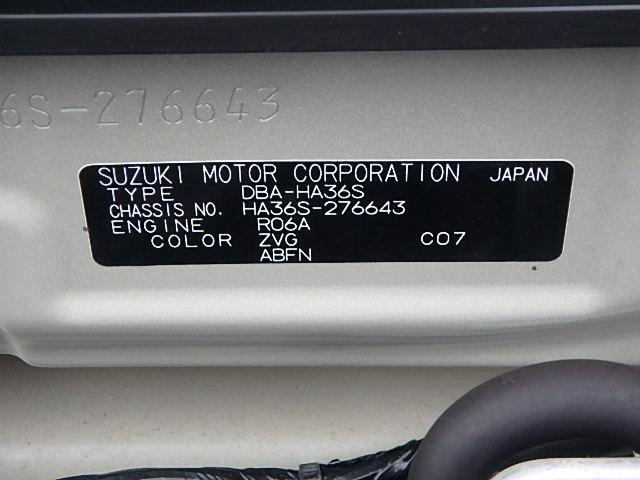 6S-276643
SUZUKI MOTOR CORPORATION JAPAN
TYPE DBA-HA36S
CHASSIS NO. HA36S-276643
ENGINE R06A
COLOR ZVG C07
ABFN